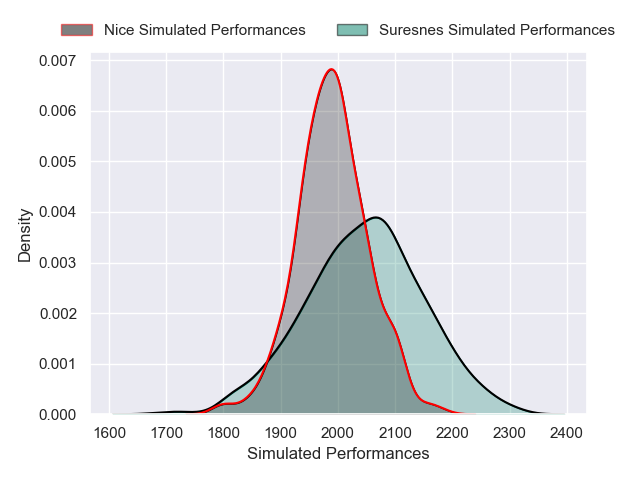 Nice Simulated Performances
Suresnes Simulated Performances
0.007
0.006
0.005
0.004
0.003
0.002
0.001
0.000
Density
1600 1700 1800 1900 2000 2100 2200 2300 2400
Simulated Performances